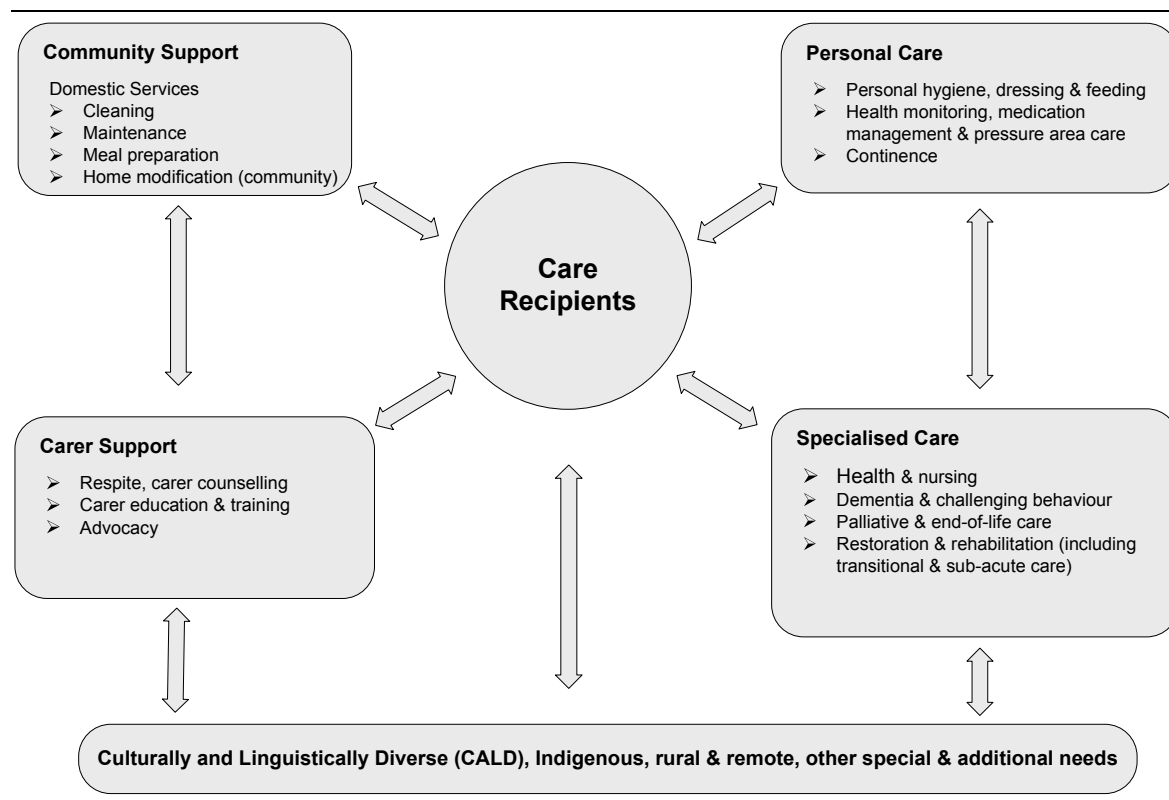 Community Support
Domestic Services
➢ Cleaning
➢ Maintenance
➢ Meal preparation
➢ Home modification (community)
Personal Care
➢ Personal hygiene, dressing & feeding
➢ Health monitoring, medication
management & pressure area care
➢ Continence
Care
Recipients
Carer Support
➢ Respite, carer counselling
➢ Carer education & training
➢ Advocacy
Specialised Care
➢ Health & nursing
➢ Dementia & challenging behaviour
➢ Palliative & end-of-life care
➢ Restoration & rehabilitation (including
transitional & sub-acute care)
Culturally and Linguistically Diverse (CALD), Indigenous, rural & remote, other special & additional needs